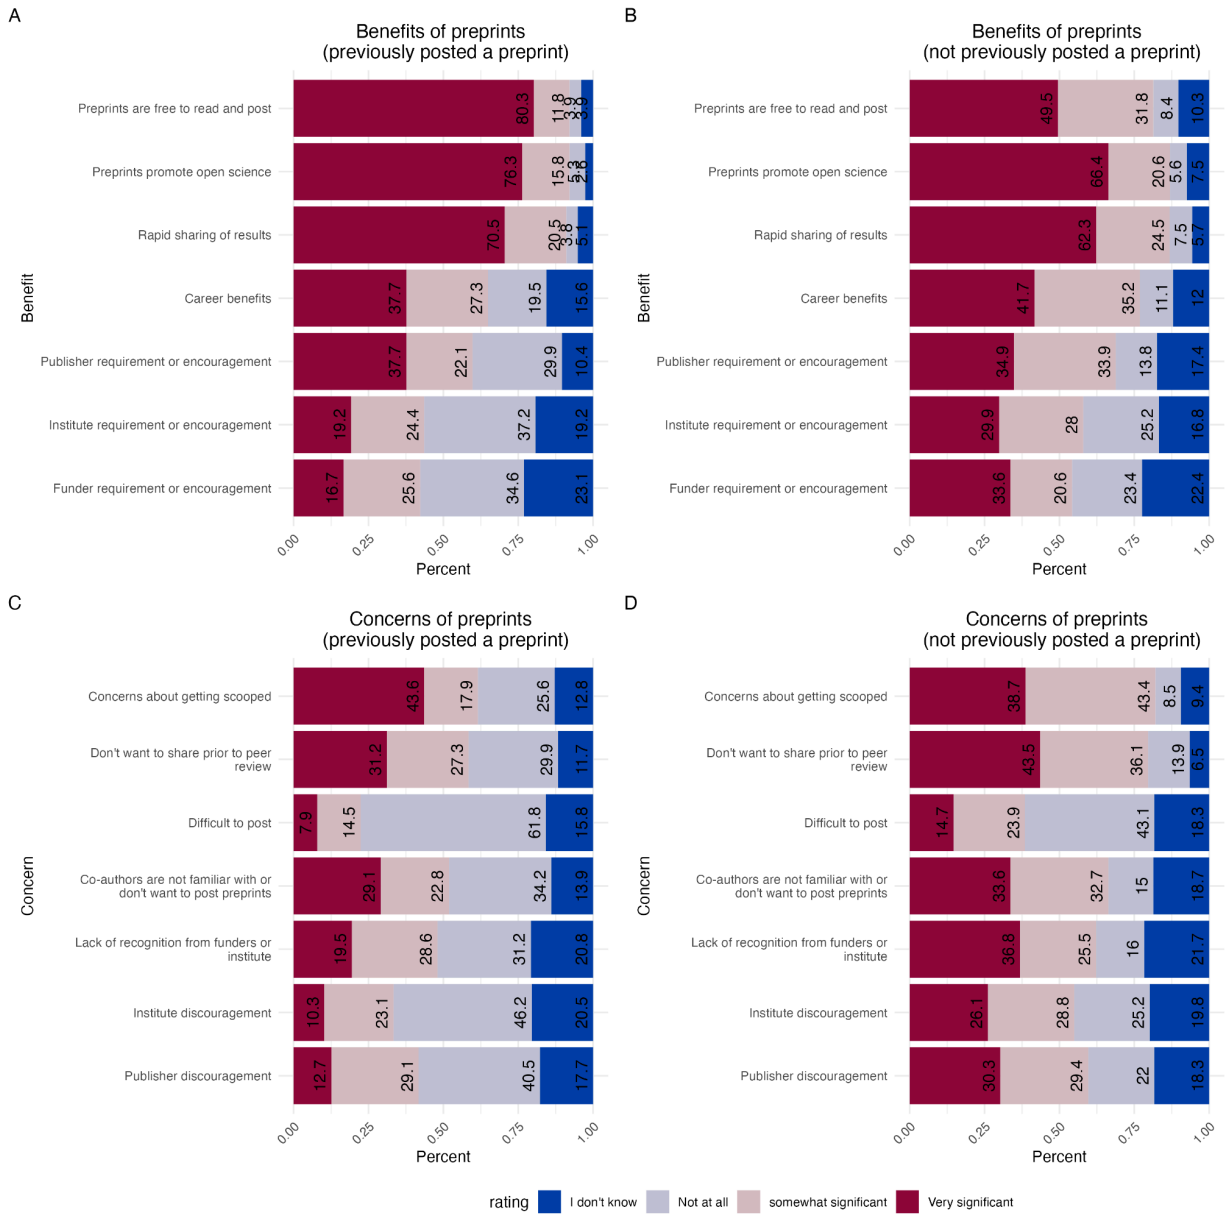 A
Benefits of preprints
(previously posted a preprint)
Benefit
Preprints are free to read and post
80.3 11.8 3.9 3.9
Preprints promote open science
76.3 15.8 5.3 2.6
Rapid sharing of results
70.5 20.5 3.8 5.1
Career benefits
37.7 27.3 19.5 15.6
Publisher requirement or encouragement
37.7 22.1 29.9 10.4
Institute requirement or encouragement
19.2 24.4 37.2 19.2
Funder requirement or encouragement
16.7 25.6 34.6 23.1
0.00 0.25 0.50 0.75 1.00
Percent
B
Benefits of preprints
(not previously posted a preprint)
Benefit
Preprints are free to read and post
49.5 31.8 8.4 10.3
Preprints promote open science
66.4 20.6 5.6 7.5
Rapid sharing of results
62.3 24.5 7.5 5.7
Career benefits
41.7 35.2 11.1 12
Publisher requirement or encouragement
34.9 33.9 13.8 17.4
Institute requirement or encouragement
29.9 28 25.2 16.8
Funder requirement or encouragement
33.6 20.6 23.4 22.4
0.00 0.25 0.50 0.75 1.00
Percent
C
Concerns of preprints
(previously posted a preprint)
Concern
Concerns about getting scooped
43.6 17.9 25.6 12.8
Don't want to share prior to peer
review
31.2 27.3 29.9 11.7
Difficult to post
7.9 14.5 61.8 15.8
Co-authors are not familiar with or
don't want to post preprints
29.1 22.8 34.2 13.9
Lack of recognition from funders or
institute
19.5 28.6 31.2 20.8
Institute discouragement
10.3 23.1 46.2 20.5
Publisher discouragement
12.7 29.1 40.5 17.7
0.00 0.25 0.50 0.75 1.00
Percent
D
Concerns of preprints
(not previously posted a preprint)
Concern
Concerns about getting scooped
38.7 43.4 8.5 9.4
Don't want to share prior to peer
review
43.5 36.1 13.9 6.5
Difficult to post
14.7 23.9 43.1 18.3
Co-authors are not familiar with or
don't want to post preprints
33.6 32.7 15 18.7
Lack of recognition from funders or
institute
36.8 25.5 16 21.7
Institute discouragement
26.1 28.8 25.2 19.8
Publisher discouragement
30.3 29.4 22 18.3
0.00 0.25 0.50 0.75 1.00
Percent
rating I don't know Not at all somewhat significant Very significant